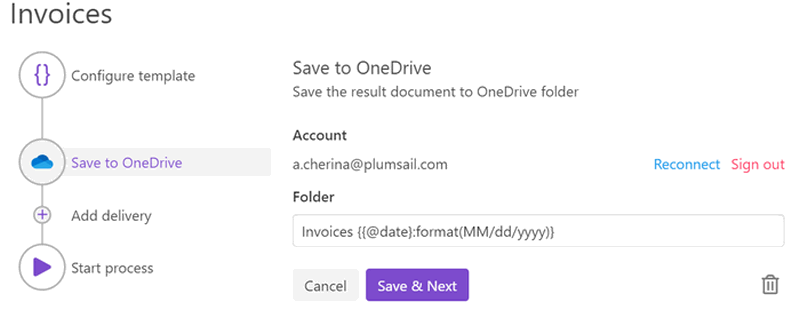 Invoices
{}
Configure template
Save to OneDrive
Add delivery
Start process
Save to OneDrive
Save the result document to OneDrive folder
Account
a.cherina@plumsail.com
Reconnect Sign out
Folder
Invoices {{@date}:format(MM/dd/yyyy)}
Cancel Save & Next